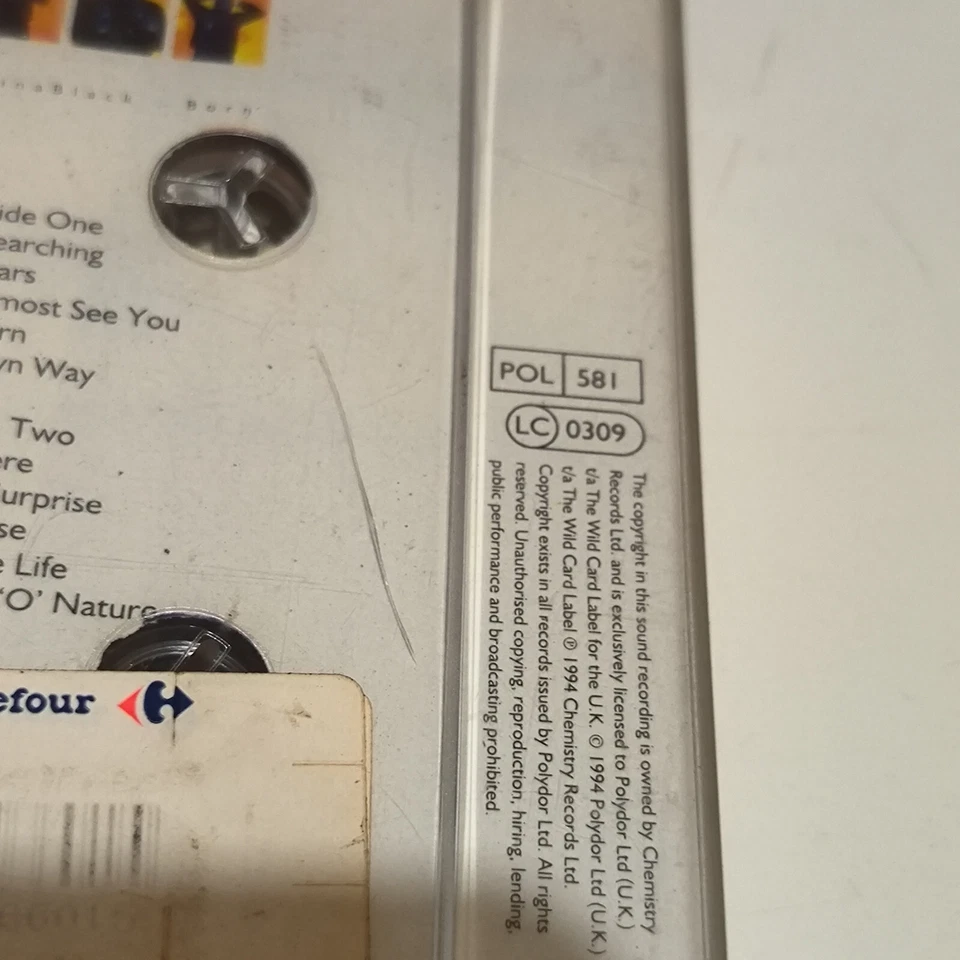 Born
ide One
earching
ars
most See You
rn
n Way
Two
re
urprise
se
Life
'O' Nature
efour
POL 581
LC 0309
The copyright in this sound recording is owned by Chemistry
Records Ltd. and is exclusively licensed to Polydor Ltd (U.K.)
t/a The Wild Card Label for the U.K. © 1994 Polydor Ltd (U.K.)
t/a The Wild Card Label ℗ 1994 Chemistry Records Ltd.
Copyright exists in all records issued by Polydor Ltd. All rights
reserved. Unauthorised copying, reproduction, hiring, lending,
public performance and broadcasting prohibited.